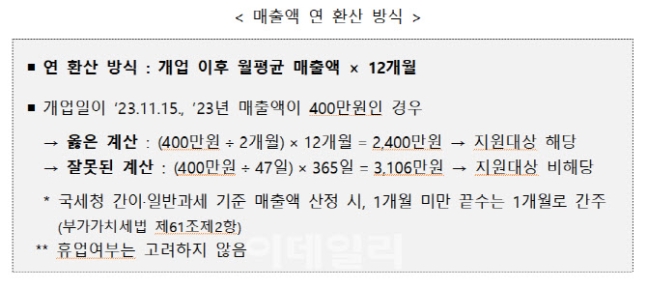 < 매출액 연 환산 방식 >
■ 연 환산 방식 : 개업 이후 월평균 매출액 × 12개월
■ 개업일이 ‘23.11.15., ’23년 매출액이 400만원인 경우
→ 옳은 계산 : (400만원 ÷ 2개월) × 12개월 = 2,400만원 → 지원대상 해당
→ 잘못된 계산 : (400만원 ÷ 47일) × 365일 = 3,106만원 → 지원대상 비해당
* 국세청 간이·일반과세 기준 매출액 산정 시, 1개월 미만 끝수는 1개월로 간주
(부가가치세법 제61조제2항)
** 휴입여부는 고려하지 않음
이데일리